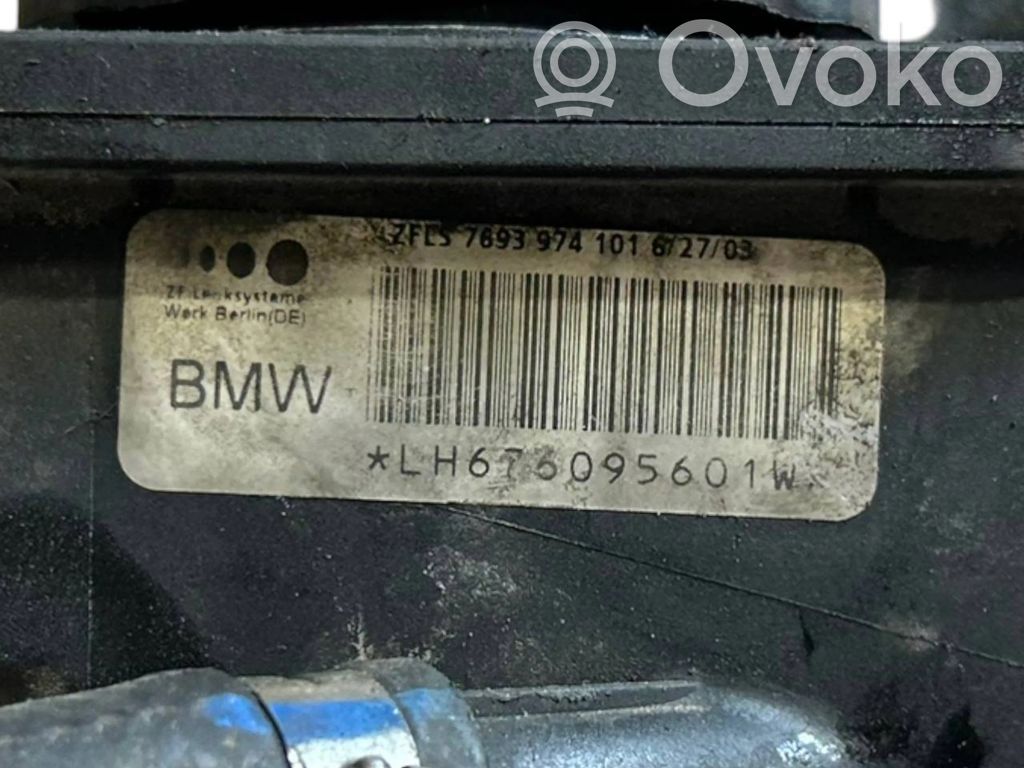 Ovoko
ZFLS 7693 974 101 6/27/03
ZF Lenksysteme
Werk Berlin(DE)
BMW
*LH676095601W